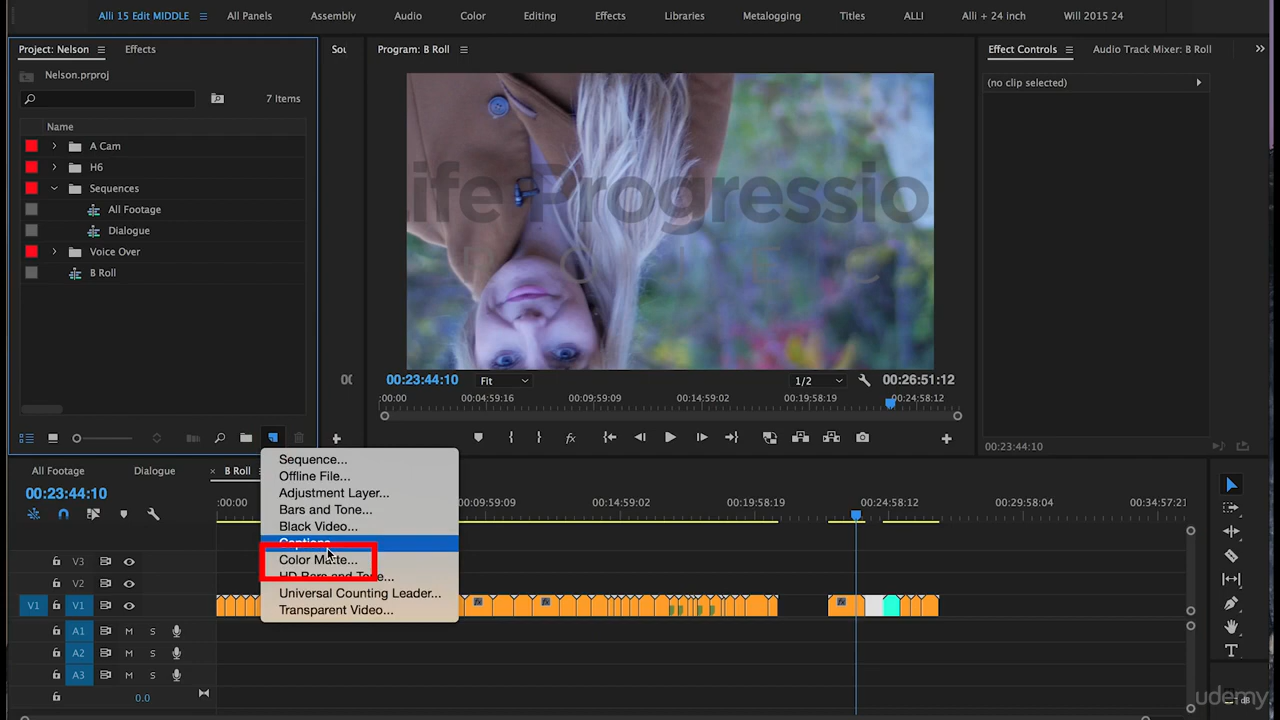 Alli 15 Edit MIDDLE All Panels Assembly Audio Color Editing Effects Libraries Metalogging Titles ALLI Alli + 24 inch Will 2015 24
Project: Nelson Effects
Nelson.prproj
7 Items
Name
A Cam
H6
Sequences
All Footage
Dialogue
Voice Over
B Roll
Sou
Program: B Roll
ife Progressio
00:23:44:10 Fit 1/2 00:26:51:12
:00:00 00:04:59:16 00:09:59:09 00:14:59:02 00:19:58:19 00:24:58:12
Effect Controls Audio Track Mixer: B Roll
(no clip selected)
00:23:44:10
Sequence...
Offline File...
Adjustment Layer...
Bars and Tone...
Black Video...
Captions...
Color Matte...
HD Bars and Tone...
Universal Counting Leader...
Transparent Video...
All Footage Dialogue × B Roll
00:23:44:10
:00:00 00:09:59:09 00:14:59:02 00:19:58:19 00:24:58:12 00:29:58:04 00:34:57:21
V3
V2
V1 V1
A1 M S
A2 M S
A3 M S
0.0
udemy